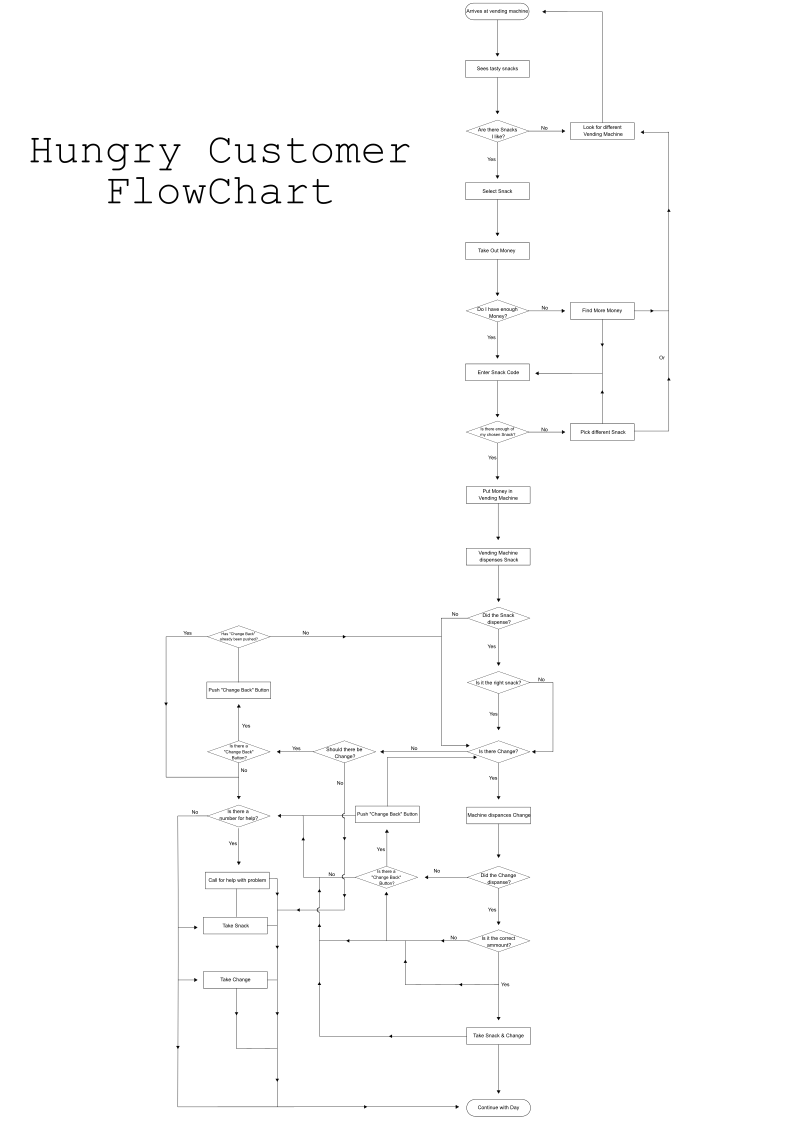 Arrives at vending machine
Sees tasty snacks
Are there Snacks
I like?
No
Look for different
Vending Machine
Yes
Hungry Customer
FlowChart
Select Snack
Take Out Money
Do I have enough
Money?
No
Find More Money
Yes
Or
Enter Snack Code
Is there enough of
my chosen Snack?
No
Pick different Snack
Yes
Put Money in
Vending Machine
Vending Machine
dispenses Snack
Did the Snack
dispense?
No
Yes
Has "Change Back"
already been pushed?
Yes
No
Is it the right snack?
No
Yes
Push "Change Back" Button
Yes
Is there a
"Change Back"
Button?
No
Should there be
Change?
Yes
No
Is there Change?
No
Yes
Is there a
number for help?
No
Yes
Push "Change Back" Button
Yes
Machine dispances Change
Call for help with problem
Is there a
"Change Back"
Button?
No
Did the Change
dispanse?
No
Yes
Take Snack
Is it the correct
ammount?
No
Yes
Take Change
Take Snack & Change
Continue with Day